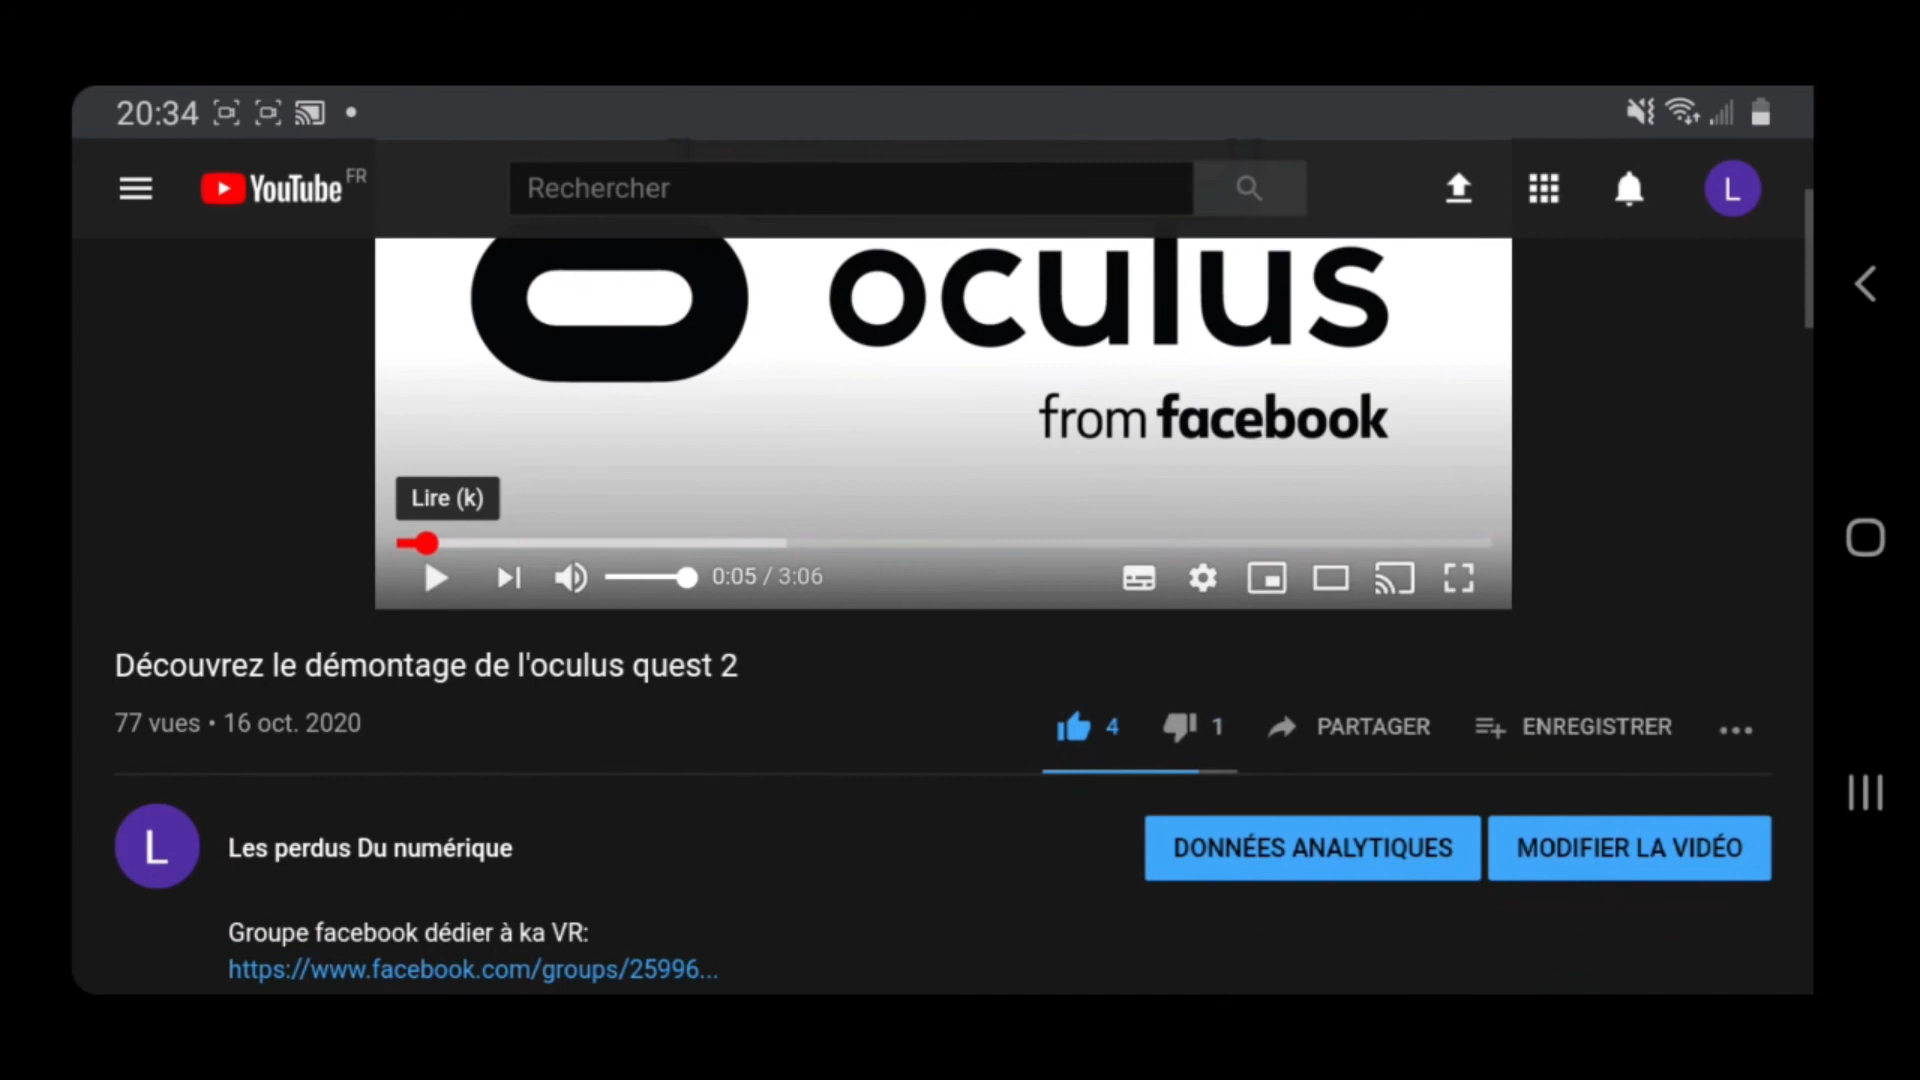 20:34
YouTube FR
Rechercher
L
oculus
from facebook
Lire (k)
0:05 / 3:06
Découvrez le démontage de l'oculus quest 2
77 vues • 16 oct. 2020
4
1
PARTAGER
ENREGISTRER
L
Les perdus Du numérique
DONNÉES ANALYTIQUES
MODIFIER LA VIDÉO
Groupe facebook dédier à ka VR:
https://www.facebook.com/groups/25996...